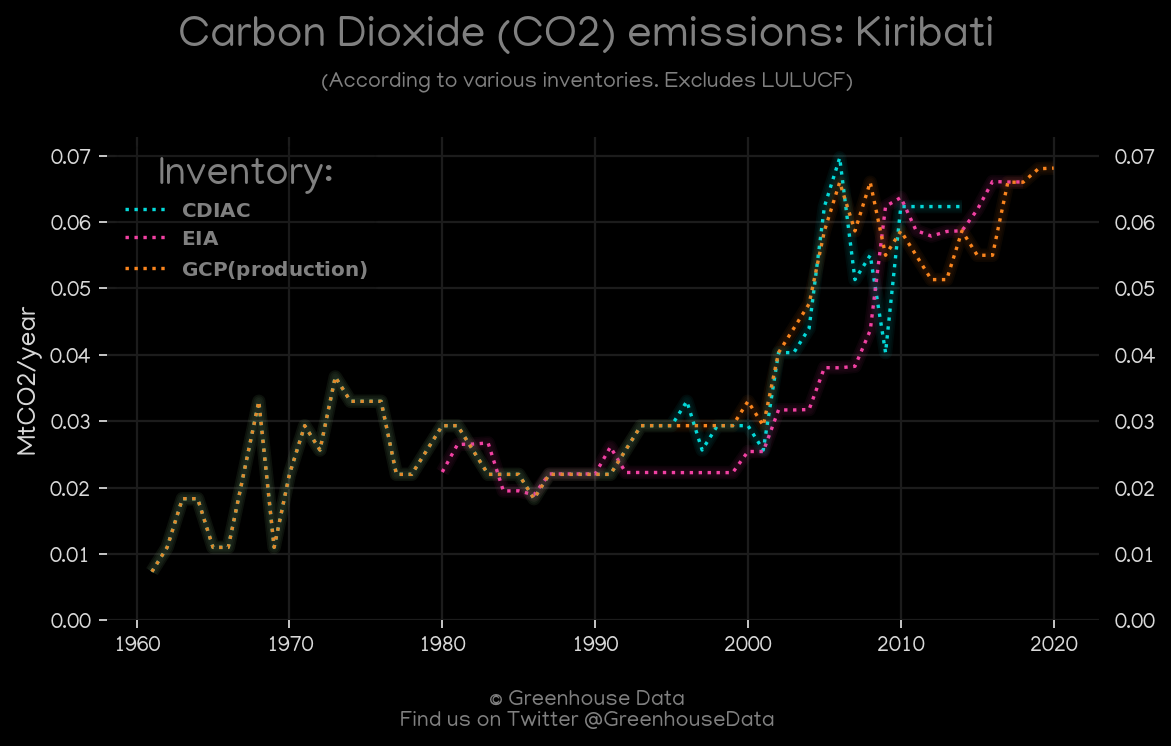 Carbon Dioxide (CO2) emissions: Kiribati
(According to various inventories. Excludes LULUCF)
Inventory:
CDIAC
EIA
GCP(production)
MtCO2/year
0.07
0.06
0.05
0.04
0.03
0.02
0.01
0.00
0.07
0.06
0.05
0.04
0.03
0.02
0.01
0.00
1960 1970 1980 1990 2000 2010 2020
© Greenhouse Data
Find us on Twitter @GreenhouseData